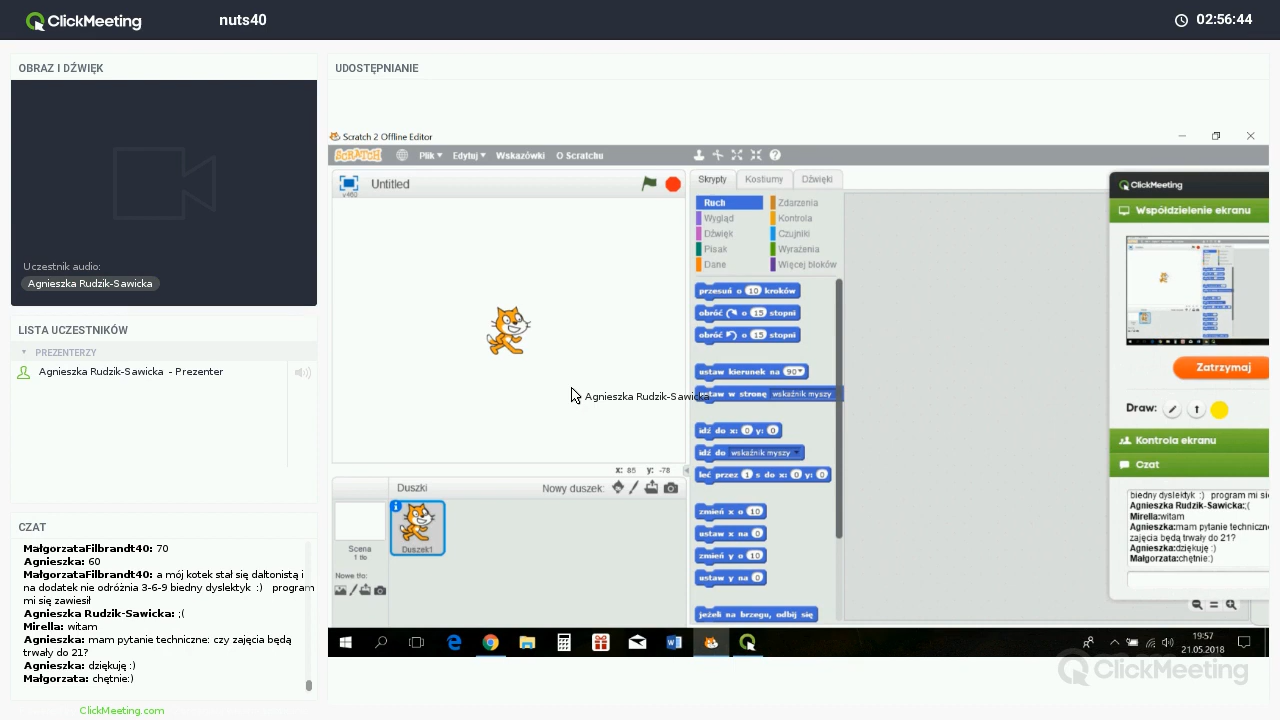 ClickMeeting
nuts40
02:56:44
OBRAZ I DŹWIĘK
Uczestnik audio:
Agnieszka Rudzik-Sawicka
LISTA UCZESTNIKÓW
PREZENTERZY
Agnieszka Rudzik-Sawicka - Prezenter
CZAT
MałgorzataFilbrandt40: 70
Agnieszka: 60
MałgorzataFilbrandt40: a mój kotek stał się daltonistą i
na dodatek nie odróżnia 3-6-9 biedny dyslektyk :) program
mi się zawiesił
Agnieszka Rudzik-Sawicka: ;(
Mirella: witam
Agnieszka: mam pytanie techniczne: czy zajęcia będą
trwały do 21?
Agnieszka: dziękuję :)
Małgorzata: chętnie:)
ClickMeeting.com
UDOSTĘPNIANIE
Scratch 2 Offline Editor
SCRATCH
Plik Edytuj Wskazówki O Scratchu
v460
Untitled
Agnieszka Rudzik-Sawicka
x: 85 y: -78
Duszki
Nowy duszek:
Scena
1 tło
Nowe tło:
Duszek1
Skrypty Kostiumy Dźwięki
Ruch Zdarzenia
Wygląd Kontrola
Dźwięk Czujniki
Pisak Wyrażenia
Dane Więcej bloków
przesuń o 10 kroków
obróć o 15 stopni
obróć o 15 stopni
ustaw kierunek na 90
ustaw w stronę wskaźnik myszy
idź do x: 0 y: 0
idź do wskaźnik myszy
leć przez 1 s do x: 0 y: 0
zmień x o 10
ustaw x na 0
zmień y o 10
ustaw y na 0
jeżeli na brzegu, odbij się
ClickMeeting
Współdzielenie ekranu
Zatrzymaj
Draw:
Kontrola ekranu
Czat
biedny dyslektyk :) program mi się
Agnieszka Rudzik-Sawicka:;(
Mirella:witam
Agnieszka:mam pytanie techniczne
zajęcia będą trwały do 21?
Agnieszka:dziękuję :)
Małgorzata:chętnie:)
19:57
21.05.2018
ClickMeeting